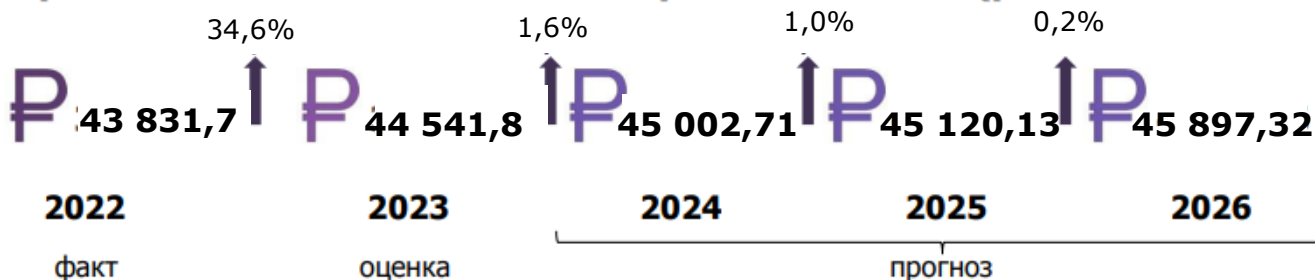 34,6% 1,6% 1,0% 0,2%
₽ 43 831,7 ₽ 44 541,8 ₽ 45 002,71 ₽ 45 120,13 ₽ 45 897,32
2022 2023 2024 2025 2026
факт оценка прогноз